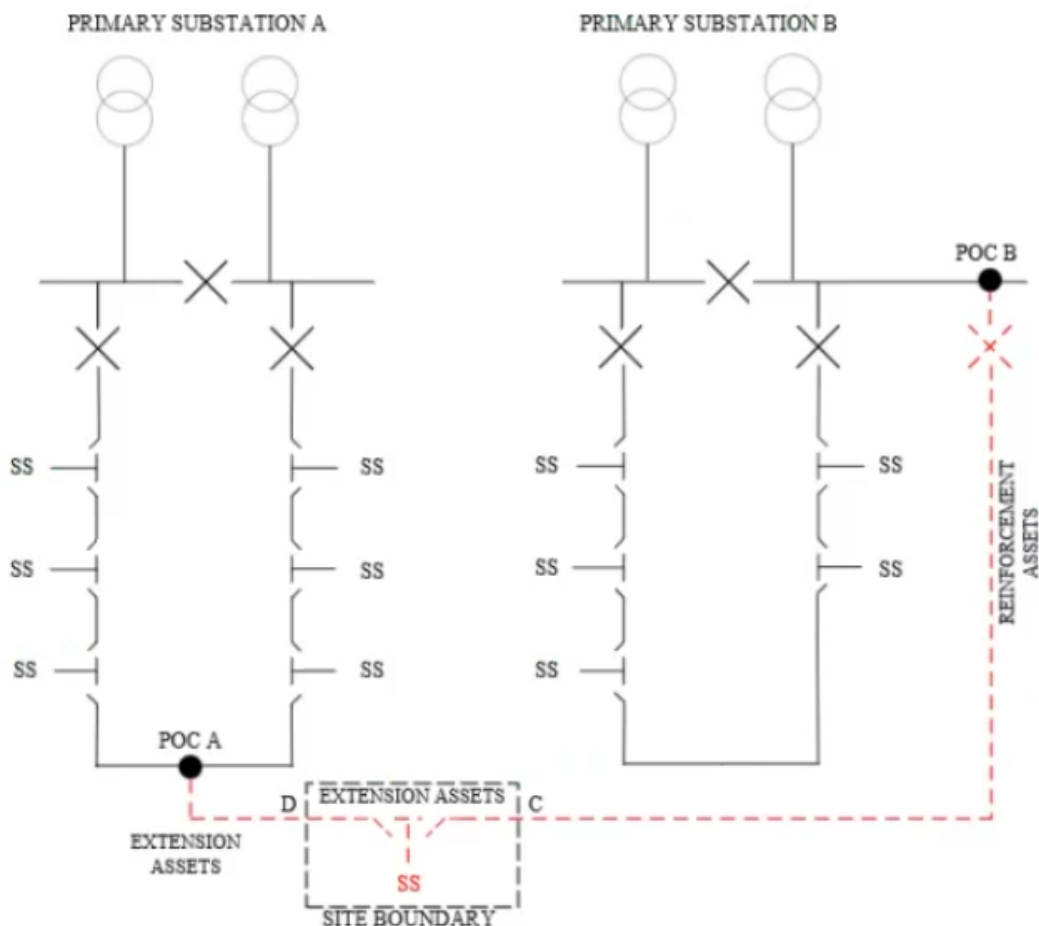 PRIMARY SUBSTATION A
PRIMARY SUBSTATION B
POC B
SS
SS
SS
SS
SS
SS
SS
SS
SS
SS
SS
REINFORCEMENT
ASSETS
POC A
D
EXTENSION ASSETS
C
EXTENSION
ASSETS
SS
SITE BOUNDARY